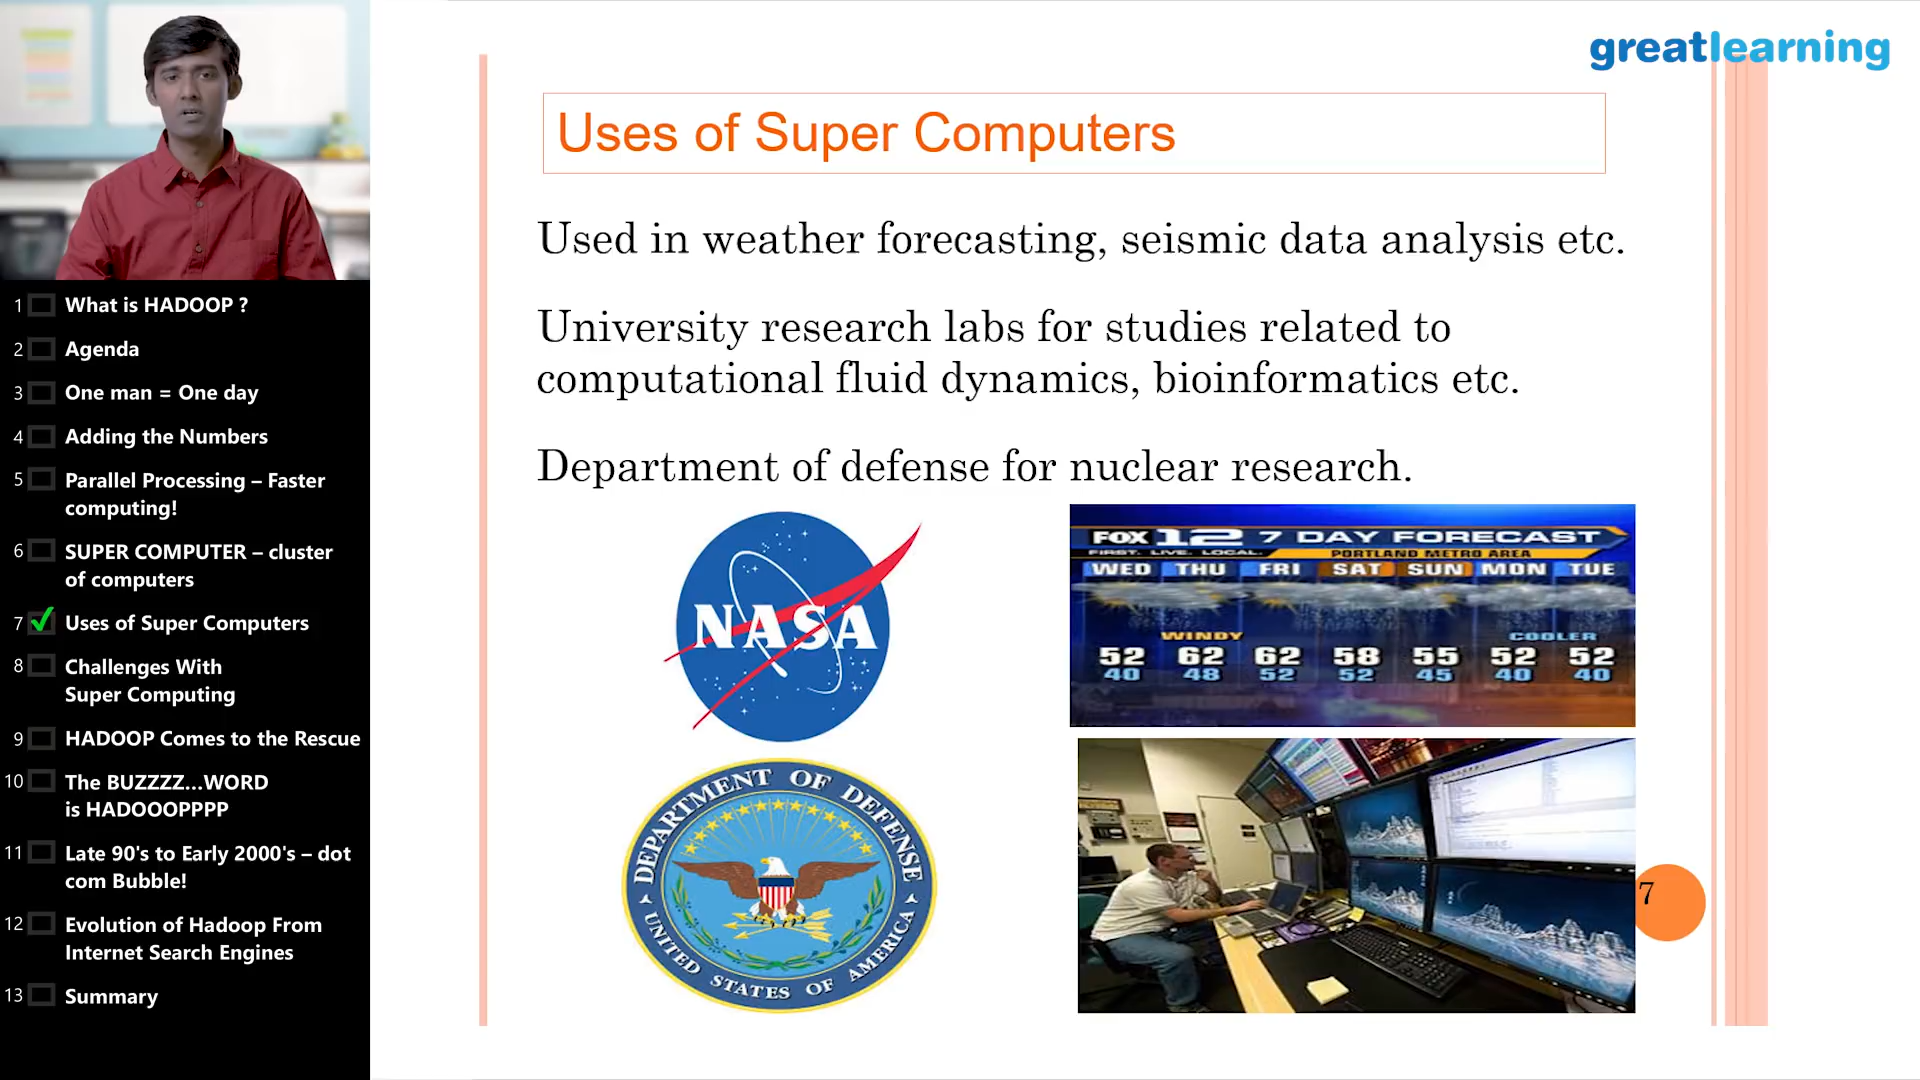 greatlearning
Uses of Super Computers
Used in weather forecasting, seismic data analysis etc.
University research labs for studies related to
computational fluid dynamics, bioinformatics etc.
Department of defense for nuclear research.
NASA
FOX 12 7 DAY FORECAST
FIRST. LIVE. LOCAL. PORTLAND METRO AREA
WED THU FRI SAT SUN MON TUE
WINDY COOLER
52 62 62 58 55 52 52
40 48 52 52 45 40 40
DEPARTMENT OF DEFENSE
UNITED STATES OF AMERICA
7
1 What is HADOOP ?
2 Agenda
3 One man = One day
4 Adding the Numbers
5 Parallel Processing – Faster
computing!
6 SUPER COMPUTER – cluster
of computers
7 Uses of Super Computers
8 Challenges With
Super Computing
9 HADOOP Comes to the Rescue
10 The BUZZZZ...WORD
is HADOOOPPPP
11 Late 90's to Early 2000's – dot
com Bubble!
12 Evolution of Hadoop From
Internet Search Engines
13 Summary